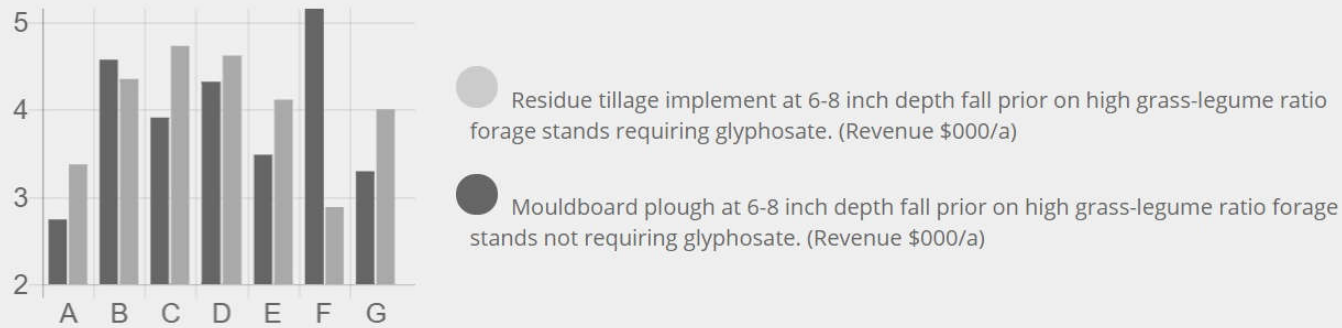 5
4
3
2
A B C D E F G
Residue tillage implement at 6-8 inch depth fall prior on high grass-legume ratio
forage stands requiring glyphosate. (Revenue $000/a)
Mouldboard plough at 6-8 inch depth fall prior on high grass-legume ratio forage
stands not requiring glyphosate. (Revenue $000/a)